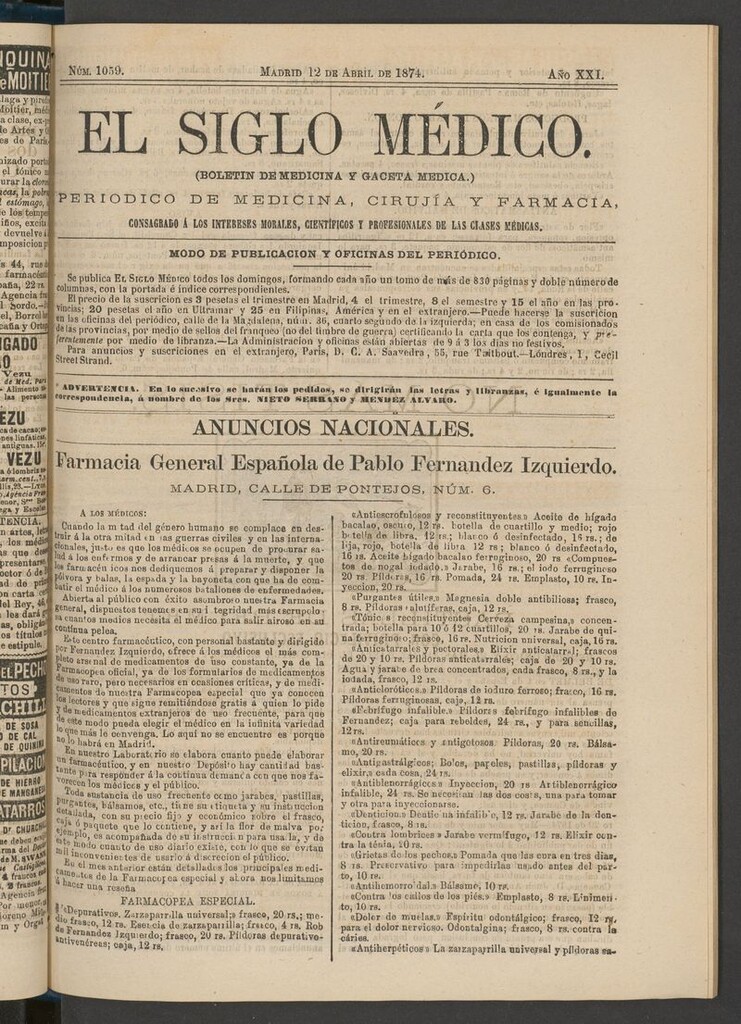 NÚM. 1059.
MADRID 12 DE ABRIL DE 1874.
AÑO XXI.
EL SIGLO MÉDICO.
(BOLETIN DE MEDICINA Y GACETA MEDICA.)
PERIODICO DE MEDICINA, CIRUJÍA Y FARMACIA,
CONSAGRADO Á LOS INTERESES MORALES, CIENTÍFICOS Y PROFESIONALES DE LAS CLASES MÉDICAS.
MODO DE PUBLICACION Y OFICINAS DEL PERIÓDICO.
Se publica EL SIGLO MÉDICO todos los domingos, formando cada año un tomo de más de 830 páginas y doble número de
columnas, con la portada é índice correspondientes.
El precio de la suscricion es 3 pesetas el trimestre en Madrid, 4 el trimestre, 8 el semestre y 15 el año en las pro-
vincias; 20 pesetas el año en Ultramar y 25 en Filipinas, América y en el extranjero.—Puede hacerse la suscricion
en las oficinas del periódico, calle de la Magdalena, núm. 36, cuarto segundo de la izquierda; en casa de los comisionados
de las provincias, por medio de sellos del franqueo (no del timbre de guerra) certificando la carta que los contenga, y pre-
ferentemente por medio de libranza.—La Administracion y oficinas están abiertas de 9 á 3 los dias no festivos.
Para anuncios y suscriciones en el extranjero, Paris, D. C. A. Saavedra, 55, rue Taitbout.—Lóndres, 1, Cecil
Street Strand.
ADVERTENCIA. En lo sucesivo se harán los pedidos, se dirigirán las letras y libranzas, é igualmente la
correspondencia, á nombre de los Sres. NIETO SERRANO y MENDEZ ALVARO.
ANUNCIOS NACIONALES.
Farmacia General Española de Pablo Fernandez Izquierdo.
MADRID, CALLE DE PONTEJOS, NÚM. 6.
A LOS MÉDICOS:
Cuando la mitad del género humano se complace en des-
truir á la otra mitad en las guerras civiles y en las interna-
cionales, justo es que los médicos se ocupen de procurar sa-
lud á los enfermos y de arrancar presas á la muerte, y que
los farmacéuticos nos dediquemos á preparar y disponer la
pólvora y balas, la espada y la bayoneta con que ha de com-
batir el médico á los numerosos batallones de enfermedades.
Abierta al público con éxito asombroso nuestra Farmacia
general, dispuestos tenemos en su integridad más escrupulosa
cuantos medios necesita el médico para salir airoso en su
contínua pelea.
Este centro farmacéutico, con personal bastante y dirigido
por Fernandez Izquierdo, ofrece á los médicos el más com-
pleto arsenal de medicamentos de uso constante, ya de la
Farmacopea oficial, ya de los formularios de medicamentos
de uso raro, pero necesarios en ocasiones críticas, y de medi-
camentos de nuestra Farmacopea especial que ya conocen
los lectores y que sigue remitiéndose gratis á quien lo pide
y de medicamentos extranjeros de uso frecuente, para que
de este modo pueda elegir el médico en la infinita variedad
lo que más le convenga. Lo aquí no se encuentre es porque
no lo habrá en Madrid.
En nuestro Laboratorio se elabora cuanto puede elaborar
un farmacéutico, y en nuestro Depósito hay cantidad bas-
tante para responder á la contínua demanda con que nos fa-
vorecen los médicos y el público.
Toda sustancia de uso frecuente como jarabes, pastillas,
purgantes, bálsamos, etc., tiene su etiqueta y su instruccion
detallada, con su precio fijo y económico sobre el frasco,
caja ó paquete que lo contiene, y así la flor de malva por
ejemplo, es acompañada de su instruccion para usarla, y de
este modo cuanto de uso diario existe, con lo que se evitan
mil inconvenientes de usarlo á discrecion el público.
En el mes anterior están detallados los principales medi-
camentos de la Farmacopea especial y ahora nos limitamos
á hacer una reseña
FARMACOPEA ESPECIAL.
«Depurativos. Zarzaparrilla universal;» frasco, 20 rs.; me-
dio frasco, 12 rs. Esencia de zarzaparrilla; frasco, 4 rs. Rob
de Fernandez Izquierdo; frasco, 20 rs. Píldoras depurativo-
antivenéreas; caja, 12 rs.
«Antiescrofulosos y reconstituyentes.» Aceite de hígado
bacalao, oscuro, 12 rs. botella de cuartillo y medio; rojo
botella de libra, 12 rs.; blanco ó desinfectado, 16 rs.; de
lija, rojo, botella de libra 12 rs; blanco ó desinfectado,
16 rs. Aceite hígado bacalao ferruginoso, 20 rs «Compues-
tos de nogal iodado.» Jarabe, 16 rs.; el iodo ferruginoso
20 rs. Píldoras, 16 rs. Pomada, 24 rs. Emplasto, 10 rs. In-
yeccion, 20 rs.
«Purgantes útiles.» Magnesia doble antibiliosa; frasco,
8 rs. Píldoras salutíferas, caja, 12 rs.
«Tónicos reconstituyentes» Cerveza campesina, concen-
trada; botella para 10 ó 12 cuartillos, 20 rs. Jarabe de quina
ferruginoso; frasco, 16 rs. Nutricion universal, caja, 16 rs.
«Anticatarrales y pectorales.» Elixir anticatarral; frascos
de 20 y 10 rs. Píldoras anticatarrales; caja de 20 y 10 rs.
Agua y jarabe de brea concentrados, cada frasco, 8 rs., y la
iodada, frasco, 12 rs.
«Anticloróticos.» Píldoras de ioduro ferroso; frasco, 16 rs.
Píldoras ferruginosas, caja, 12 rs.
«Febrífugo infalible.» Píldoras febrífugo infalibles de
Fernandez; caja para rebeldes, 24 rs., y para sencillas,
12 rs.
«Antireumáticos y antigotosos Píldoras, 20 rs. Bálsa-
mo, 20 rs.
«Antigastrálgicos; Bolos, papeles, pastillas, píldoras y
elixir,» cada cosa, 24 rs.
«Antiblenorrágicos» Inyeccion, 20 rs Artiblenorrágico
infalible, 24 rs. Se necesitan las dos cosas, una para tomar
y otra para inyeccionarse.
«Denticion.» Denticina infalible, 12 rs. Jarabe de la den-
ticion, frasco, 8 rs.
«Contra lombrices.» Jarabe vermífugo, 12 rs. Elixir con-
tra la ténia, 20 rs.
«Grietas de los pechos.» Pomada que las cura en tres dias,
8 rs. Preservativo para impedirlas usado antes del par-
to, 10 rs.
«Antihemorroidal.» Bálsamo, 10 rs.
«Contra los callos de los piés. Emplasto, 8 rs. Linimen-
to, 10 rs.
«Dolor de muelas.» Espíritu odontálgico; frasco, 12 rs.
para el dolor nervioso. Odontalgina; frasco, 8 rs. contra la
cáries.
«Antiherpéticos» La zarzaparrilla universal y píldoras sa-